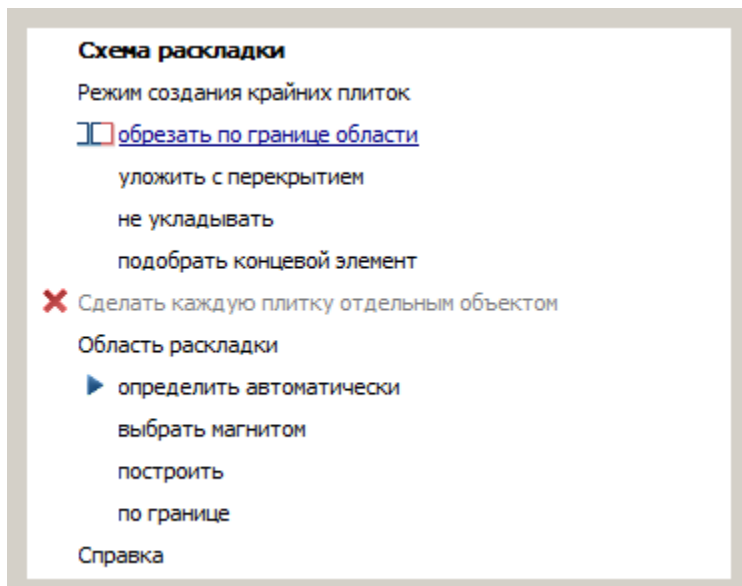 Схема раскладки
Режим создания крайних плиток
обрезать по границе области
уложить с перекрытием
не укладывать
подобрать концевой элемент
Сделать каждую плитку отдельным объектом
Область раскладки
определить автоматически
выбрать магнитом
построить
по границе
Справка